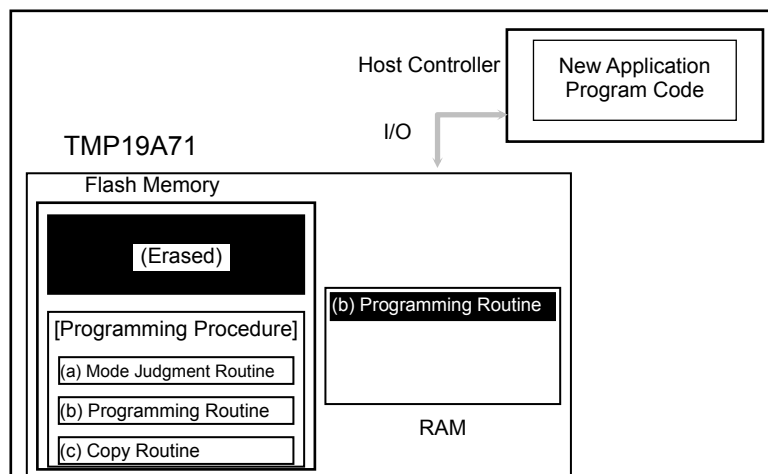 Host Controller
New Application
Program Code
I/O
TMP19A71
Flash Memory
(Erased)
[Programming Procedure]
(a) Mode Judgment Routine
(b) Programming Routine
(c) Copy Routine
(b) Programming Routine
RAM